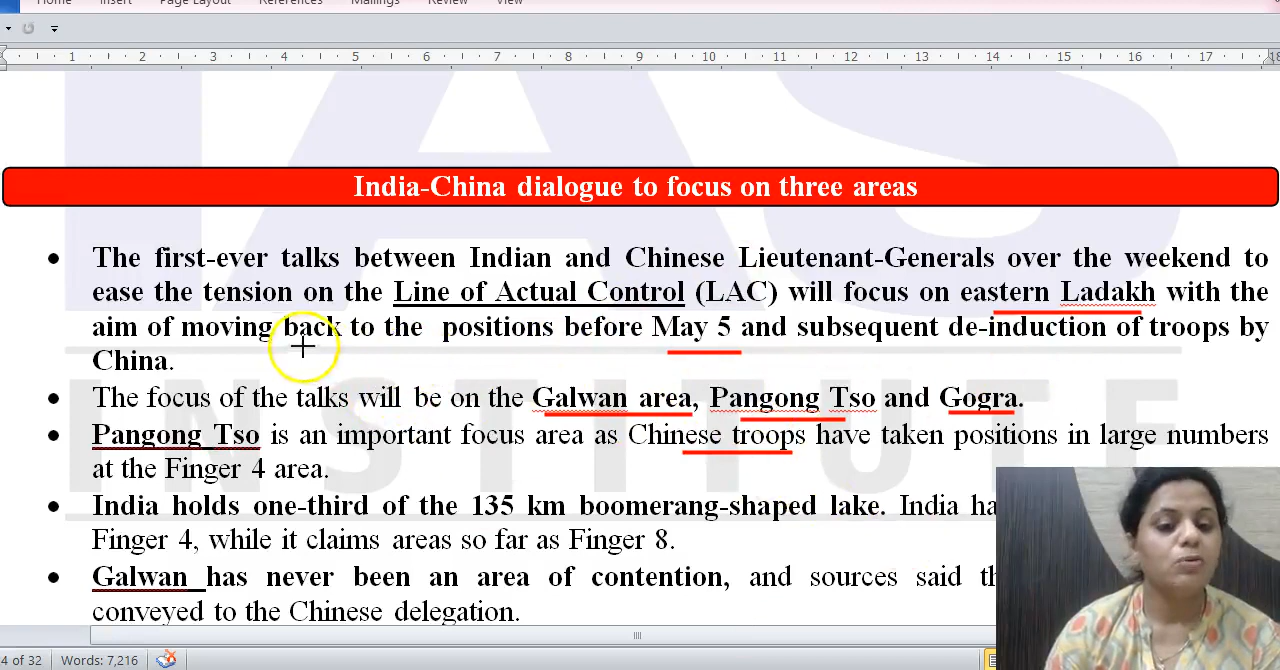 Home Insert Page Layout References Mailings Review View
1 2 3 4 5 6 7 8 9 10 11 12 13 14 15 16 17 18
India-China dialogue to focus on three areas
• The first-ever talks between Indian and Chinese Lieutenant-Generals over the weekend to
ease the tension on the Line of Actual Control (LAC) will focus on eastern Ladakh with the
aim of moving back to the positions before May 5 and subsequent de-induction of troops by
China.
• The focus of the talks will be on the Galwan area, Pangong Tso and Gogra.
• Pangong Tso is an important focus area as Chinese troops have taken positions in large numbers
at the Finger 4 area.
• India holds one-third of the 135 km boomerang-shaped lake. India ha
Finger 4, while it claims areas so far as Finger 8.
• Galwan has never been an area of contention, and sources said th
conveyed to the Chinese delegation.
IAS
INSTITUTE
4 of 32 Words: 7,216